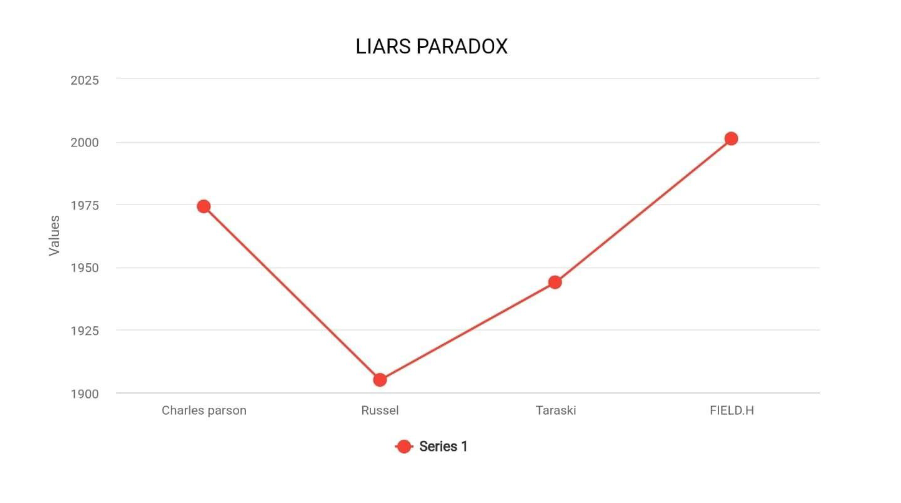 LIARS PARADOX
2025
2000
1975
1950
1925
1900
Values
Charles parson Russel Taraski FIELD.H
Series 1